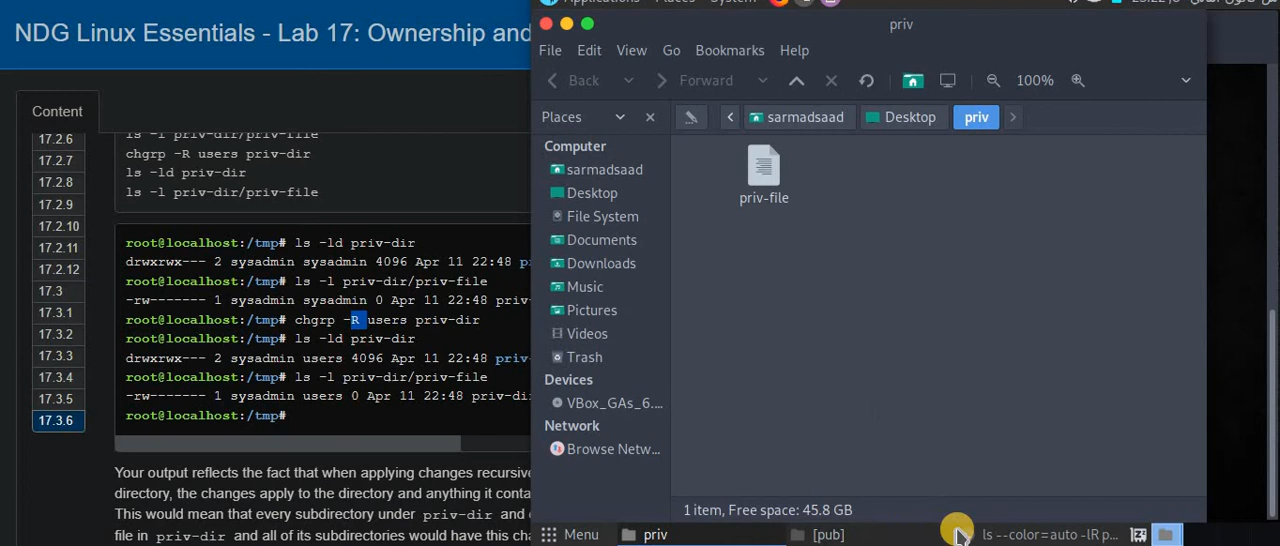 NDG Linux Essentials - Lab 17: Ownership and
Content
17.2.6
17.2.7
17.2.8
17.2.9
17.2.10
17.2.11
17.2.12
17.3
17.3.1
17.3.2
17.3.3
17.3.4
17.3.5
17.3.6
ls -l priv-dir/priv-file
chgrp -R users priv-dir
ls -ld priv-dir
ls -l priv-dir/priv-file
root@localhost:/tmp# ls -ld priv-dir
drwxrwx--- 2 sysadmin sysadmin 4096 Apr 11 22:48
root@localhost:/tmp# ls -l priv-dir/priv-file
-rw------- 1 sysadmin sysadmin 0 Apr 11 22:48 priv-
root@localhost:/tmp# chgrp -R users priv-dir
root@localhost:/tmp# ls -ld priv-dir
drwxrwx--- 2 sysadmin users 4096 Apr 11 22:48 priv-
root@localhost:/tmp# ls -l priv-dir/priv-file
-rw------- 1 sysadmin users 0 Apr 11 22:48 priv-di
root@localhost:/tmp#
Your output reflects the fact that when applying changes recursive
directory, the changes apply to the directory and anything it conta
This would mean that every subdirectory under priv-dir and
file in priv-dir and all of its subdirectories would have this cha
priv
File Edit View Go Bookmarks Help
Back Forward 100%
Places sarmadsaad Desktop priv
Computer
sarmadsaad
Desktop
File System
Documents
Downloads
Music
Pictures
Videos
Trash
Devices
VBox_GAs_6....
Network
Browse Netw...
priv-file
1 item, Free space: 45.8 GB
Menu priv [pub] ls --color=auto -lR p...